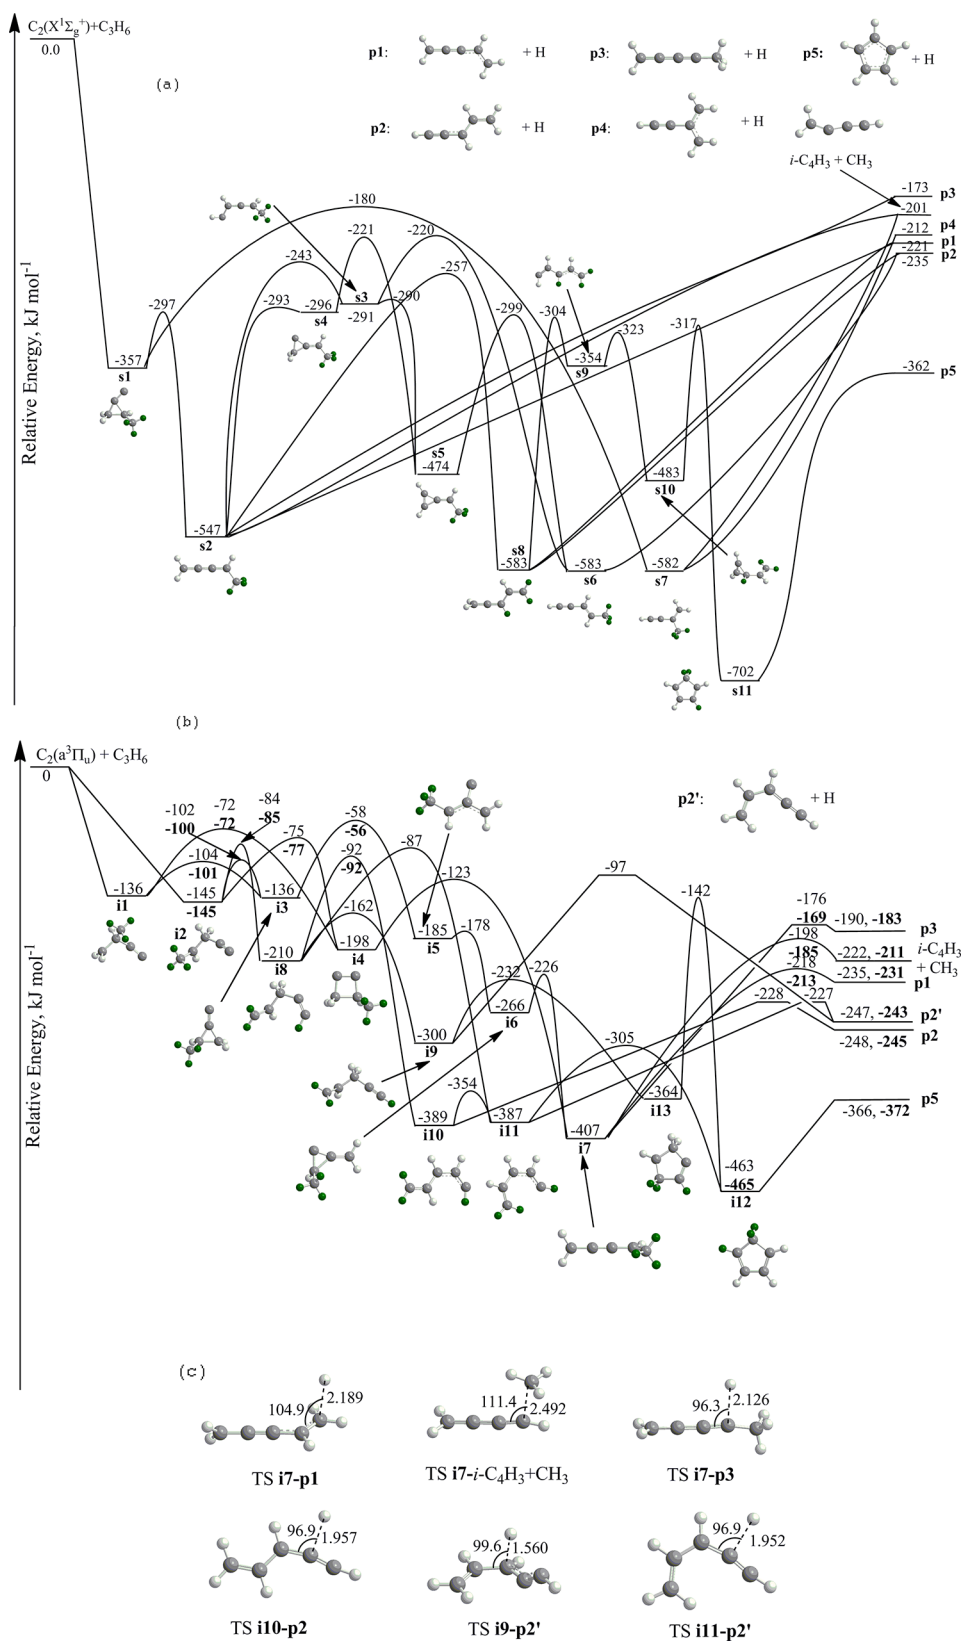 C2(X1Σg+)+C3H6
0.0
(a)
p1: + H
p3: + H
p5: + H
p2: + H
p4: + H
i-C4H3 + CH3
Relative Energy, kJ mol-1
-173 p3
-180
-201
-212 p4
-221 p1
-235 p2
-221
-220
-243
-257
-293
-296
s4
s3
-291
-290
-297
-299
-304
-323
-317
-357
s1
-354
s9
-362 p5
s5
-474
-483
s10
-547
s2
s8
-583
-583
s6
-582
s7
-702
s11
(b)
C2(a3Πu) + C3H6
0
p2': + H
Relative Energy, kJ mol-1
-102
-100
-72
-72
-84
-85
-104
-101
-75
-77
-58
-56
-92
-92
-87
-97
-123
-136
i1
-145
-145
i2
-136
i3
-142
-162
-185
i5
-178
-198
i4
-210
i8
-176
-169
-190, -183 p3
-198
-185
-222, -211 i-C4H3
+ CH3
-218
-213
-235, -231 p1
-228
-227
-247, -243 p2'
-248, -245 p2
-232
-226
-266
i6
-300
i9
-305
-354
-364
i13
-366, -372 p5
-389
i10
-387
i11
-407
i7
-463
-465
i12
(c)
104.9 2.189
111.4 2.492
96.3 2.126
TS i7-p1
TS i7-i-C4H3+CH3
TS i7-p3
96.9 1.957
99.6 1.560
96.9 1.952
TS i10-p2
TS i9-p2'
TS i11-p2'